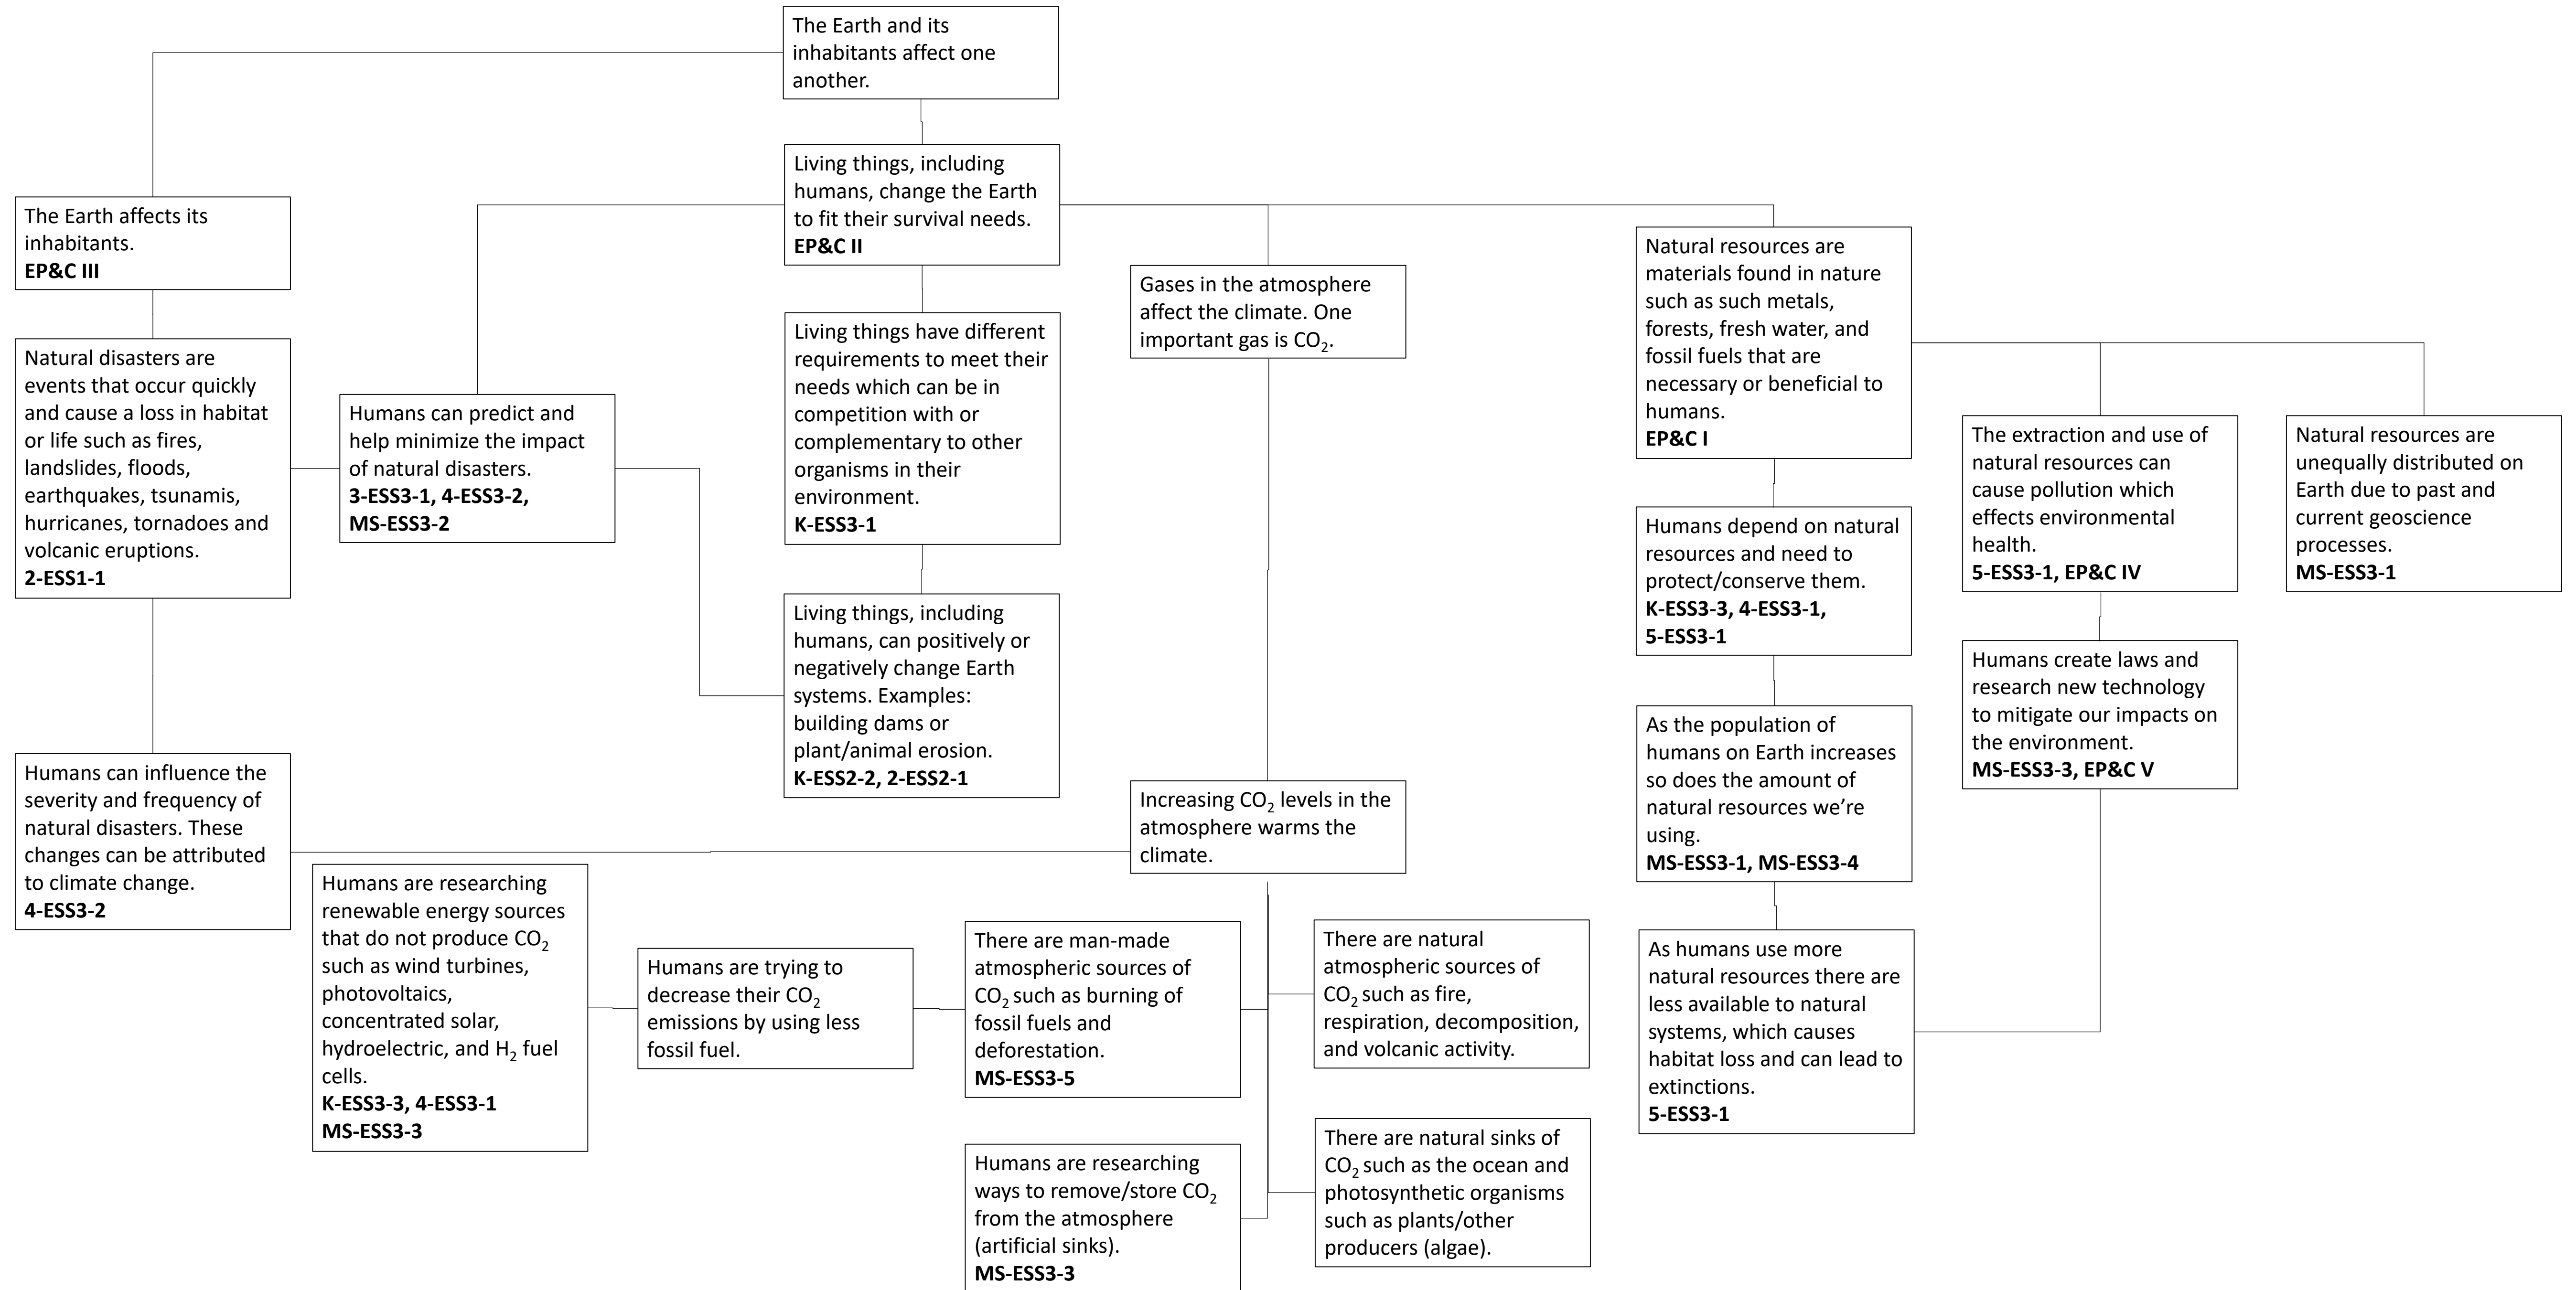 The Earth and its
inhabitants affect one
another.
Living things, including
humans, change the Earth
to fit their survival needs.
EP&C II
The Earth affects its
inhabitants.
EP&C III
Natural resources are
materials found in nature
such as such metals,
forests, fresh water, and
fossil fuels that are
necessary or beneficial to
humans.
EP&C I
Gases in the atmosphere
affect the climate. One
important gas is CO₂.
Living things have different
requirements to meet their
needs which can be in
competition with or
complementary to other
organisms in their
environment.
K-ESS3-1
Natural disasters are
events that occur quickly
and cause a loss in habitat
or life such as fires,
landslides, floods,
earthquakes, tsunamis,
hurricanes, tornadoes and
volcanic eruptions.
2-ESS1-1
Humans can predict and
help minimize the impact
of natural disasters.
3-ESS3-1, 4-ESS3-2,
MS-ESS3-2
The extraction and use of
natural resources can
cause pollution which
effects environmental
health.
5-ESS3-1, EP&C IV
Natural resources are
unequally distributed on
Earth due to past and
current geoscience
processes.
MS-ESS3-1
Humans depend on natural
resources and need to
protect/conserve them.
K-ESS3-3, 4-ESS3-1,
5-ESS3-1
Living things, including
humans, can positively or
negatively change Earth
systems. Examples:
building dams or
plant/animal erosion.
K-ESS2-2, 2-ESS2-1
Humans create laws and
research new technology
to mitigate our impacts on
the environment.
MS-ESS3-3, EP&C V
As the population of
humans on Earth increases
so does the amount of
natural resources we’re
using.
MS-ESS3-1, MS-ESS3-4
Humans can influence the
severity and frequency of
natural disasters. These
changes can be attributed
to climate change.
4-ESS3-2
Increasing CO₂ levels in the
atmosphere warms the
climate.
Humans are researching
renewable energy sources
that do not produce CO₂
such as wind turbines,
photovoltaics,
concentrated solar,
hydroelectric, and H₂ fuel
cells.
K-ESS3-3, 4-ESS3-1
MS-ESS3-3
Humans are trying to
decrease their CO₂
emissions by using less
fossil fuel.
There are man-made
atmospheric sources of
CO₂ such as burning of
fossil fuels and
deforestation.
MS-ESS3-5
There are natural
atmospheric sources of
CO₂ such as fire,
respiration, decomposition,
and volcanic activity.
As humans use more
natural resources there are
less available to natural
systems, which causes
habitat loss and can lead to
extinctions.
5-ESS3-1
Humans are researching
ways to remove/store CO₂
from the atmosphere
(artificial sinks).
MS-ESS3-3
There are natural sinks of
CO₂ such as the ocean and
photosynthetic organisms
such as plants/other
producers (algae).